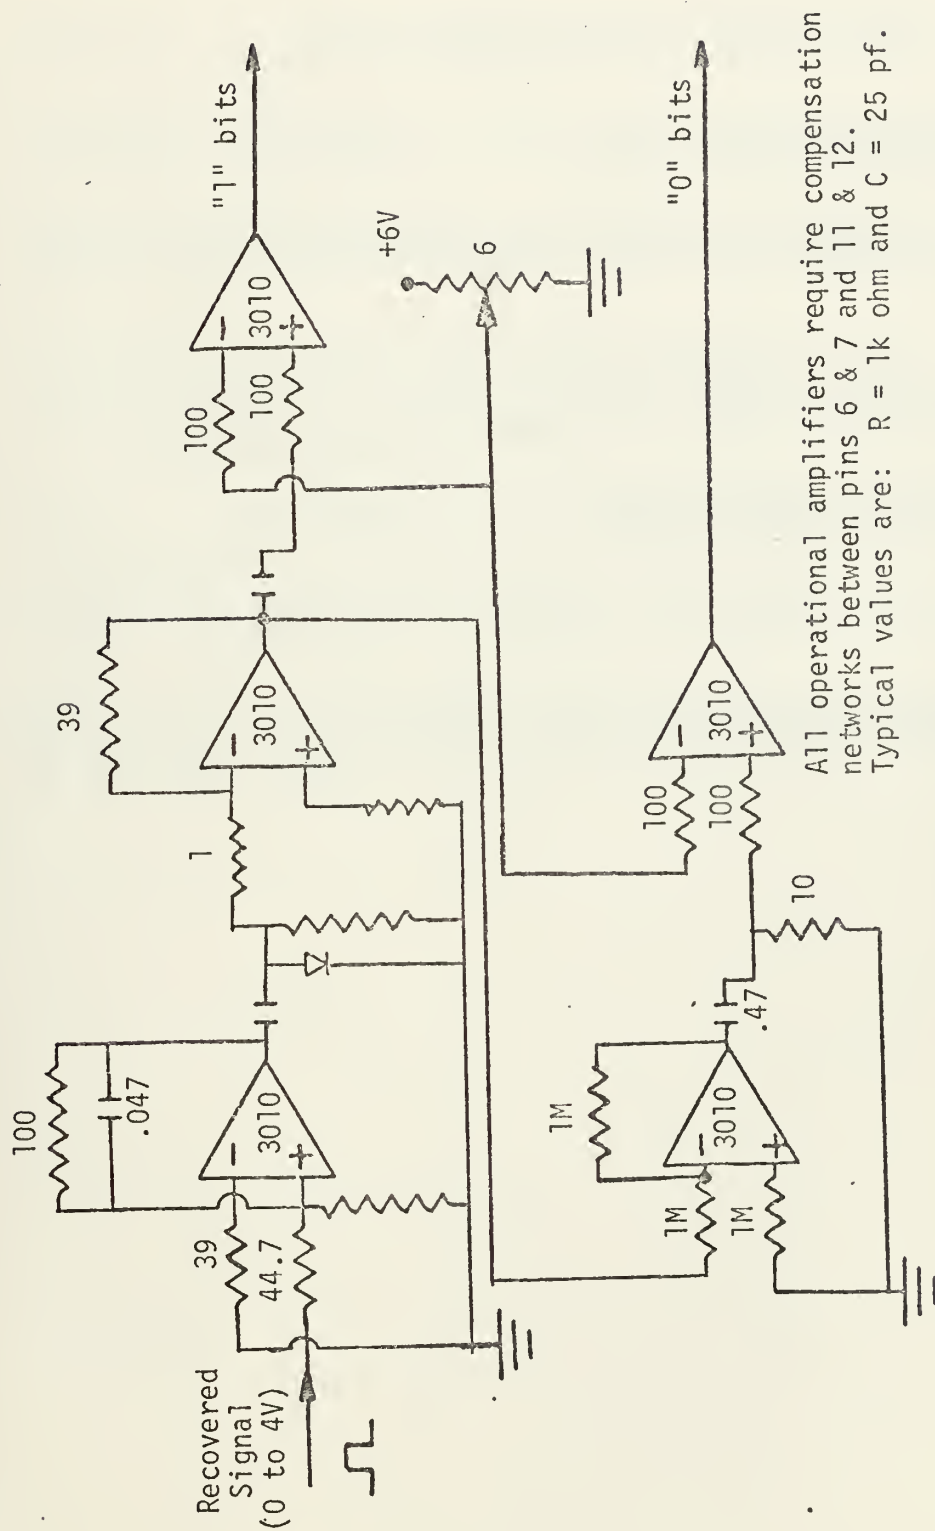 100
.047
39
"1" bits
100
100
3010
-
+
1
39
44.7
3010
-
+
3010
-
+
Recovered
Signal
(0 to 4V)
+6V
6
1M
1M
1M
3010
-
+
.47
10
100
100
3010
-
+
"0" bits
All operational amplifiers require compensation
networks between pins 6 & 7 and 11 & 12.
Typical values are: R = 1k ohm and C = 25 pf.